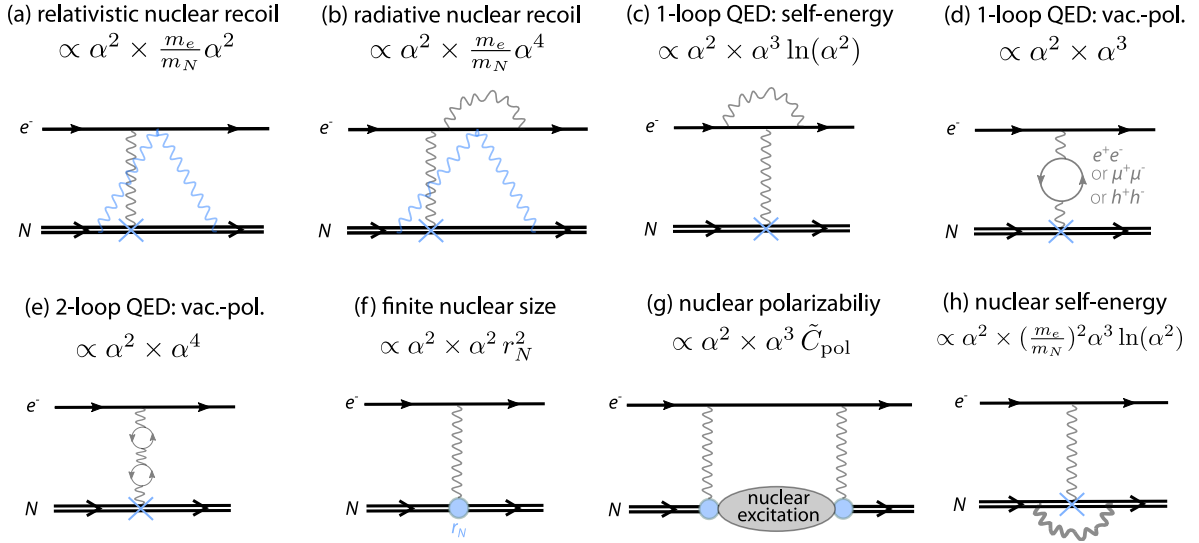 (a) relativistic nuclear recoil
∝ α² × mₑ/m_N α²
e⁻
N
(b) radiative nuclear recoil
∝ α² × mₑ/m_N α⁴
e⁻
N
(c) 1-loop QED: self-energy
∝ α² × α³ ln(α²)
e⁻
N
(d) 1-loop QED: vac.-pol.
∝ α² × α³
e⁻
e⁺e⁻
or μ⁺μ⁻
or h⁺h⁻
N
(e) 2-loop QED: vac.-pol.
∝ α² × α⁴
e⁻
N
(f) finite nuclear size
∝ α² × α² r_N²
e⁻
N
r_N
(g) nuclear polarizabiliy
∝ α² × α³ C̃_pol
e⁻
N
nuclear
excitation
(h) nuclear self-energy
∝ α² × (mₑ/m_N)² α³ ln(α²)
e⁻
N